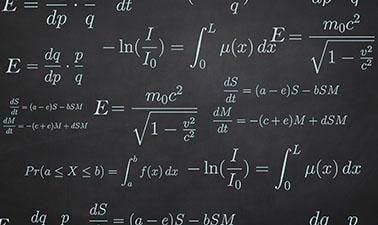 E = dq/dp · p/q
dt
q
-ln(I/I₀) = ∫₀ᴸ μ(x) dx
E = m₀c²/√(1 - v²/c²)
E = dq/dp · p/q
dS/dt = (a - e)S - bSM
dM/dt = -(c + e)M + dSM
dS/dt = (a - e)S - bSM
dM/dt = -(c + e)M + dSM
E = m₀c²/√(1 - v²/c²)
Pr(a ≤ X ≤ b) = ∫ₐᵇ f(x) dx
-ln(I/I₀) = ∫₀ᴸ μ(x) dx
dq p
dS/dt = (a - e)S - bSM
dq p